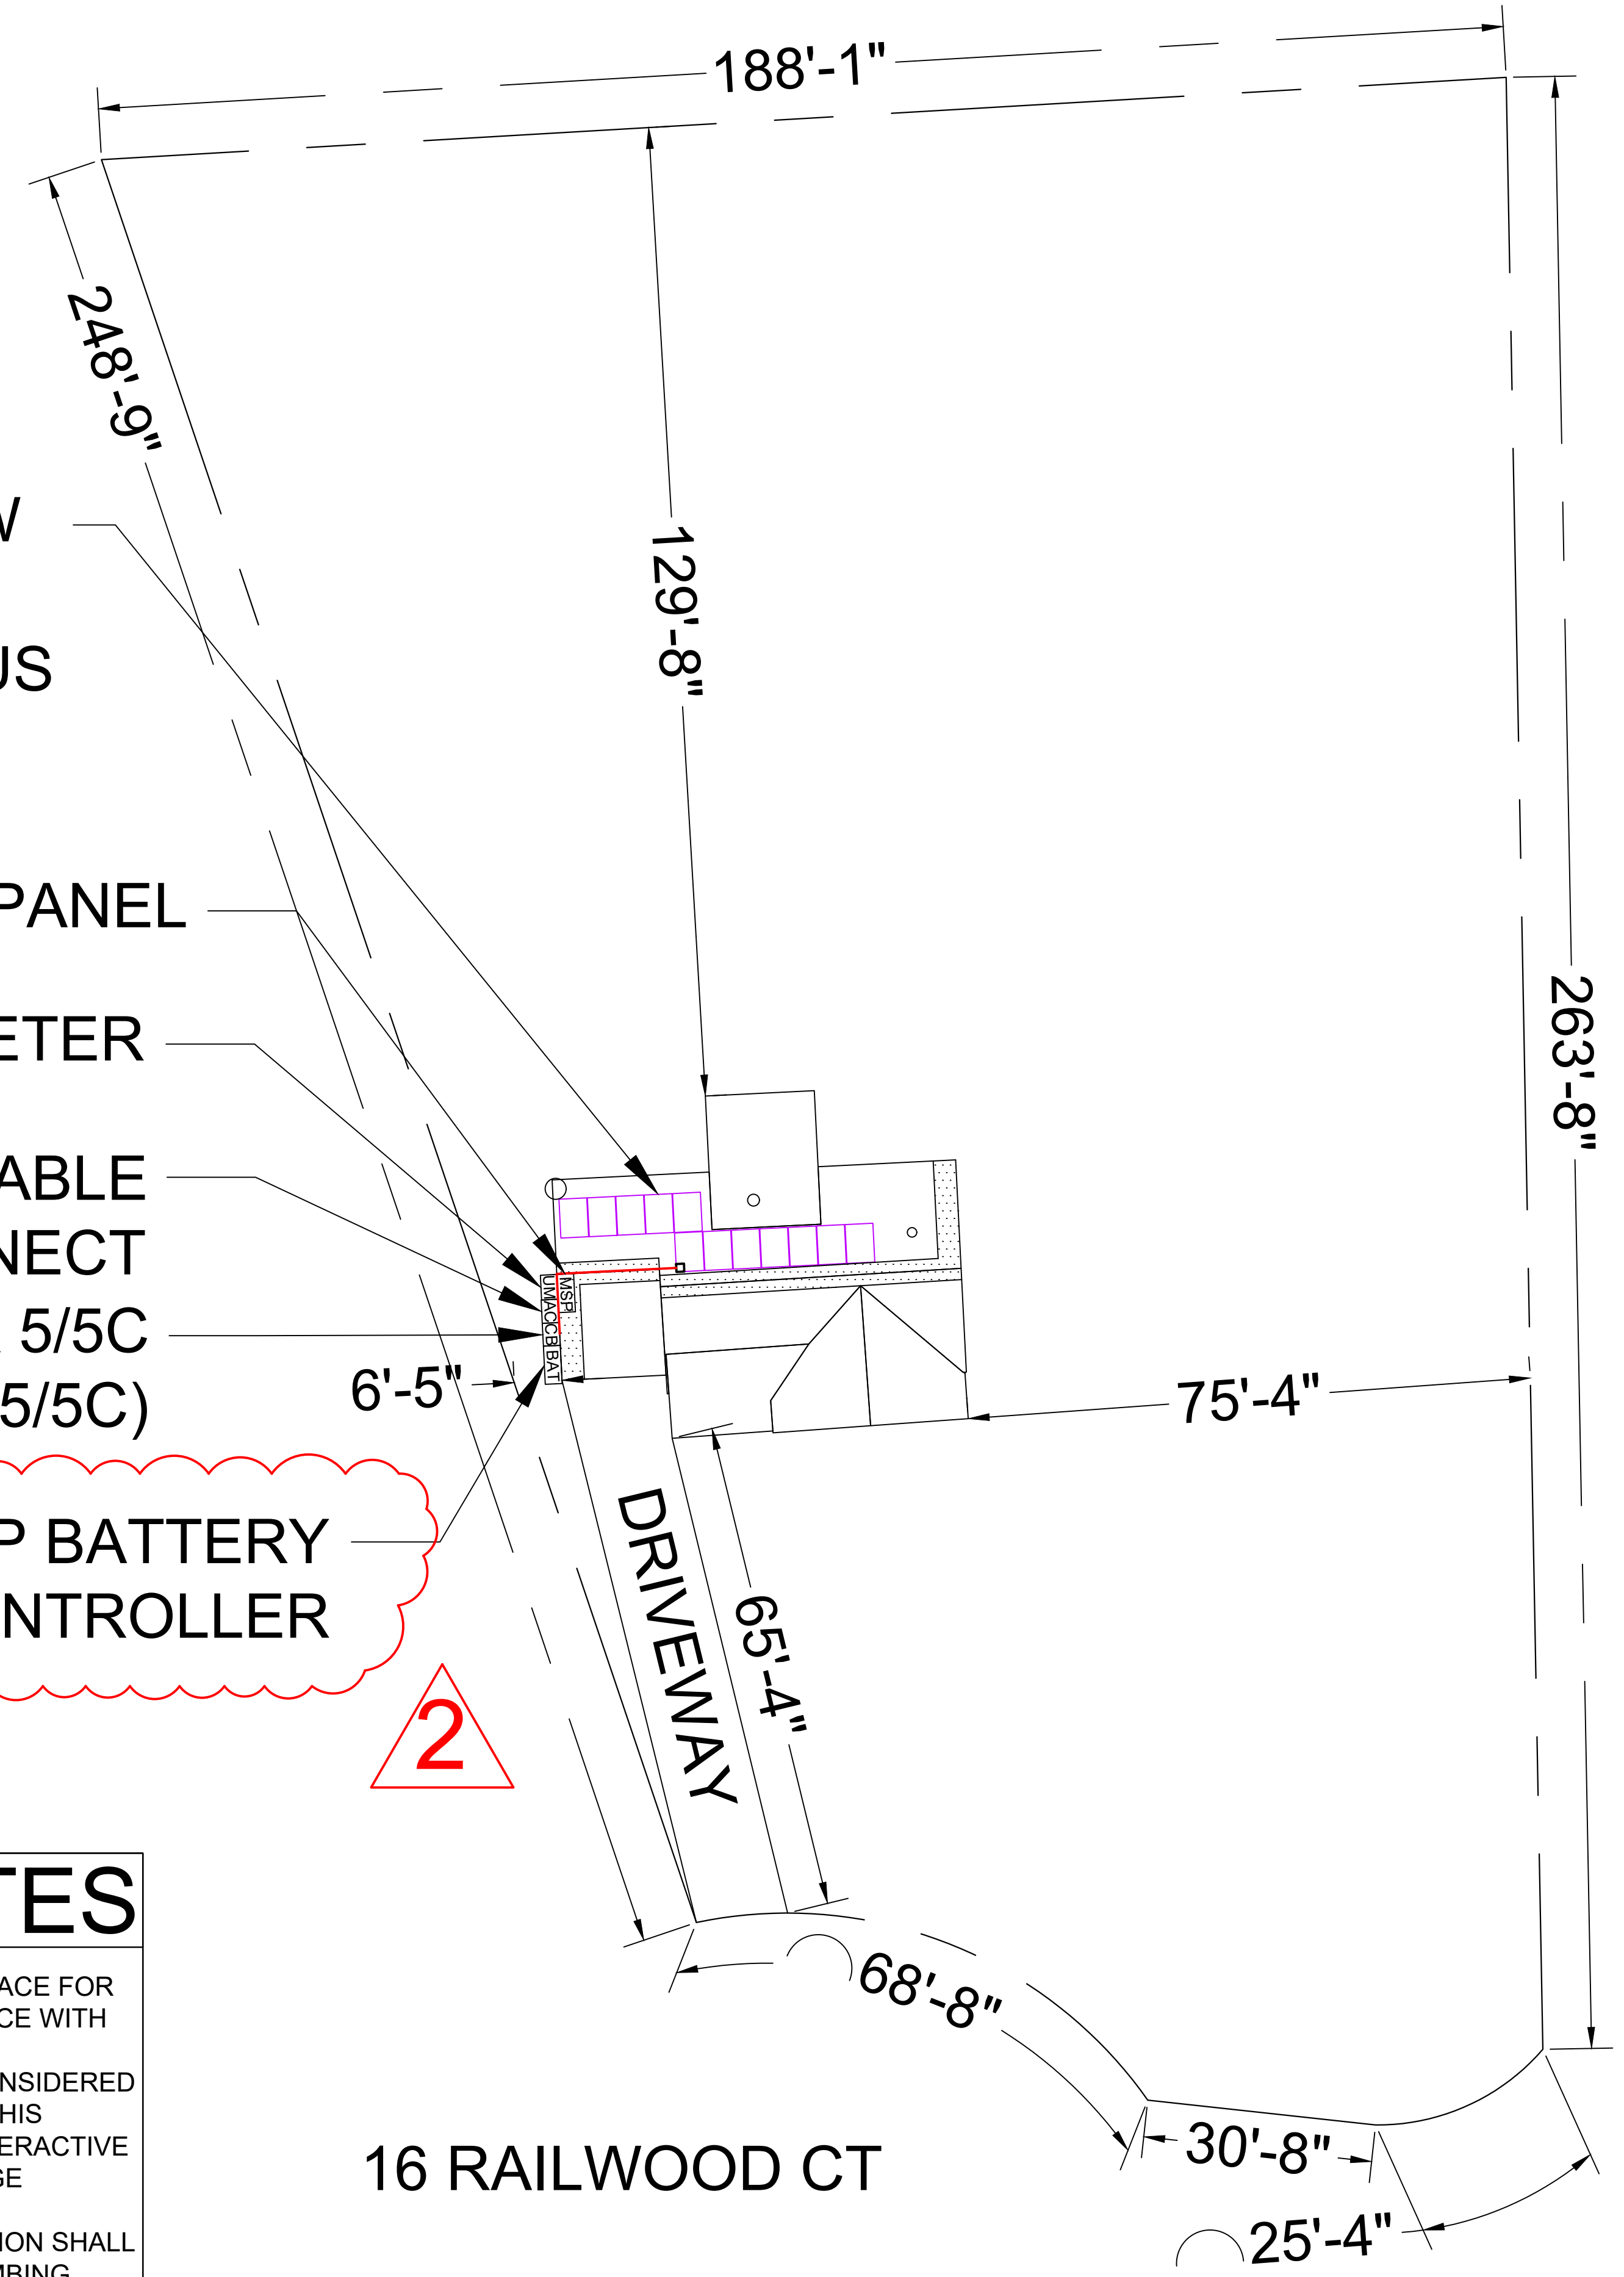 188'-1"
248'-9"
W
US
129'-8"
PANEL
263'-8"
ETER
ABLE
NECT
5/5C
5/5C)
MSP
UM
AC
CB
BAT
6'-5"
75'-4"
P BATTERY
NTROLLER
DRIVEWAY
65'-4"
2
TES
ACE FOR
CE WITH
NSIDERED
HIS
ERACTIVE
GE
ION SHALL
MBING
68'-8"
30'-8"
25'-4"
16 RAILWOOD CT